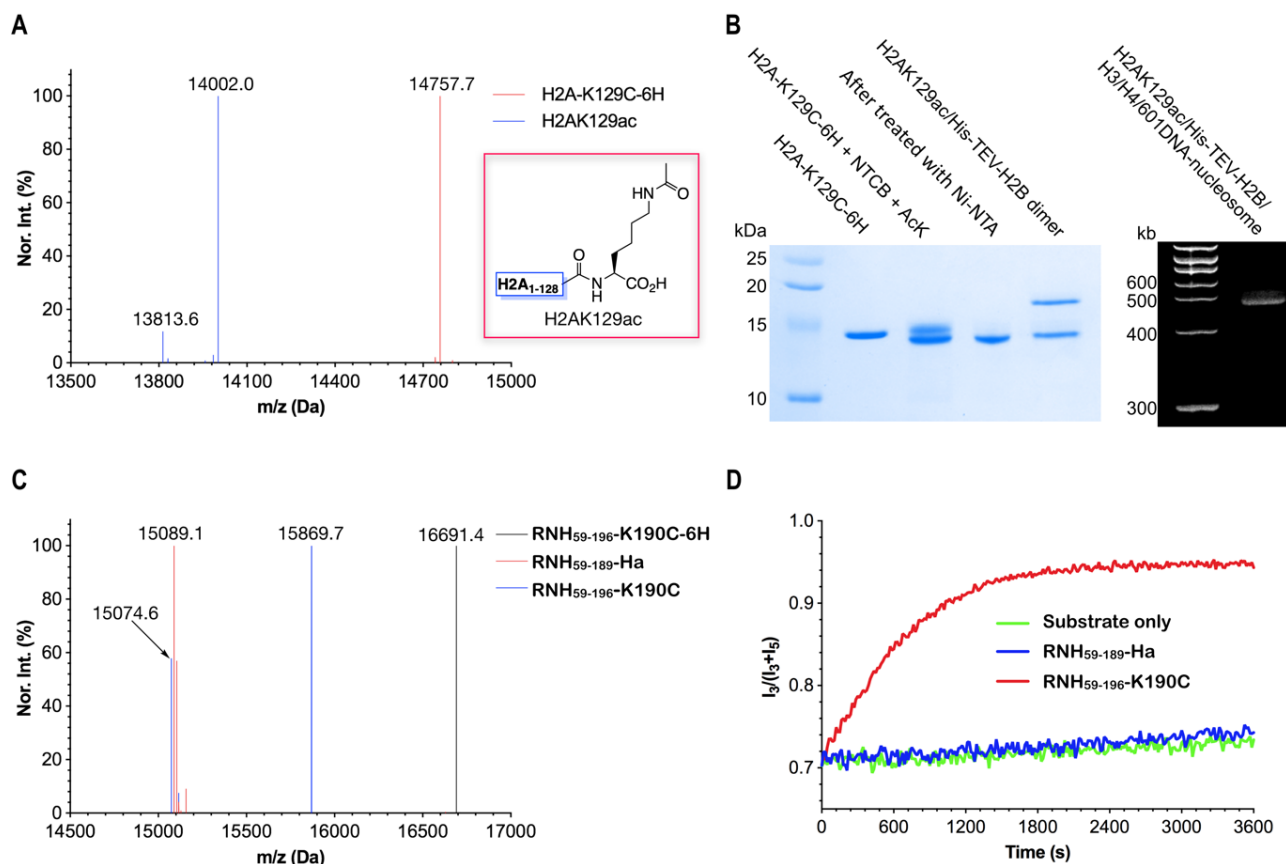 A
14002.0
14757.7
13813.6
H2A-K129C-6H
H2AK129ac
100
80
60
40
20
0
Nor. Int. (%)
13500
13800
14100
14400
14700
15000
m/z (Da)
HN
O
O
H2A1-128
N
H
CO2H
H2AK129ac
B
H2A-K129C-6H
H2A-K129C-6H + NTCB + AcK
After treated with Ni-NTA
H2AK129ac/His-TEV-H2B dimer
kDa
25
20
15
10
H2AK129ac/His-TEV-H2B/
H3/H4/601DNA-nucleosome
kb
600
500
400
300
C
15089.1
15869.7
16691.4
15074.6
RNH59-196-K190C-6H
RNH59-189-Ha
RNH59-196-K190C
100
80
60
40
20
0
Nor. Int. (%)
14500
15000
15500
16000
16500
17000
m/z (Da)
D
1.0
0.9
0.8
0.7
I3/(I3+I5)
Substrate only
RNH59-189-Ha
RNH59-196-K190C
0
600
1200
1800
2400
3000
3600
Time (s)